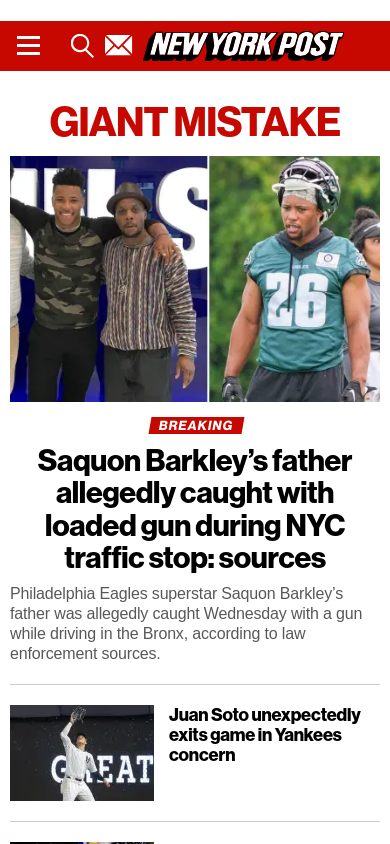 NEW YORK POST
GIANT MISTAKE
EAGLES
26
BREAKING
Saquon Barkley's father
allegedly caught with
loaded gun during NYC
traffic stop: sources
Philadelphia Eagles superstar Saquon Barkley's
father was allegedly caught Wednesday with a gun
while driving in the Bronx, according to law
enforcement sources.
Juan Soto unexpectedly
exits game in Yankees
concern
GREAT